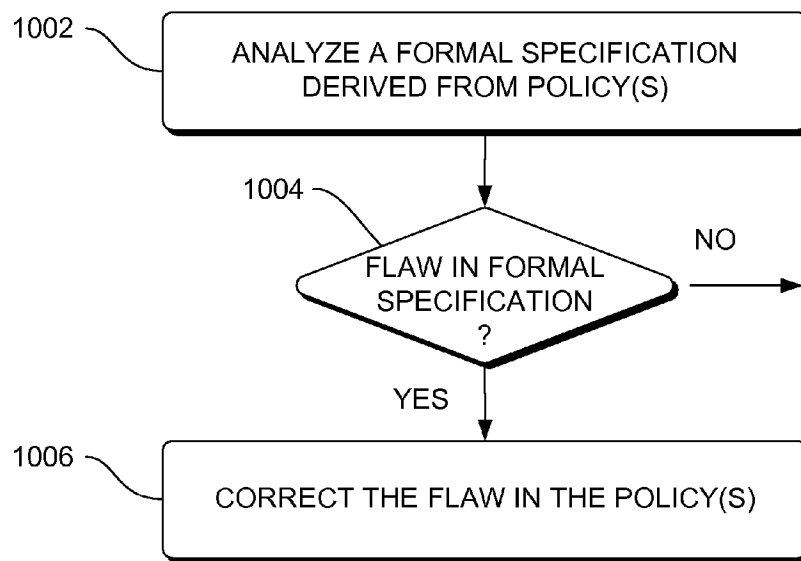 1002
ANALYZE A FORMAL SPECIFICATION
DERIVED FROM POLICY(S)
1004
FLAW IN FORMAL
SPECIFICATION
?
NO
YES
1006
CORRECT THE FLAW IN THE POLICY(S)